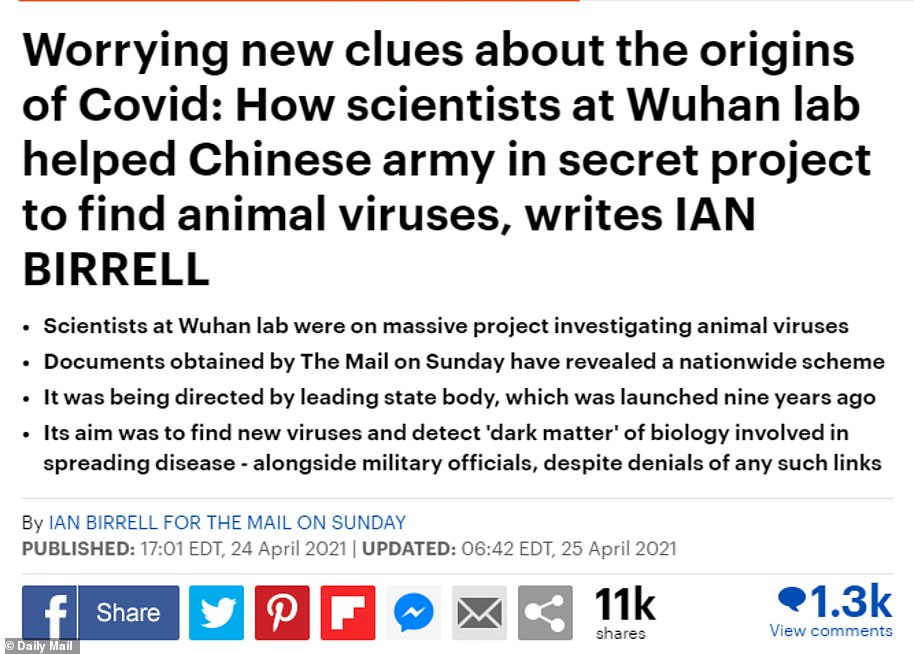 Worrying new clues about the origins
of Covid: How scientists at Wuhan lab
helped Chinese army in secret project
to find animal viruses, writes IAN
BIRRELL
• Scientists at Wuhan lab were on massive project investigating animal viruses
• Documents obtained by The Mail on Sunday have revealed a nationwide scheme
• It was being directed by leading state body, which was launched nine years ago
• Its aim was to find new viruses and detect 'dark matter' of biology involved in
spreading disease - alongside military officials, despite denials of any such links
By IAN BIRRELL FOR THE MAIL ON SUNDAY
PUBLISHED: 17:01 EDT, 24 April 2021 | UPDATED: 06:42 EDT, 25 April 2021
f Share
11k
shares
1.3k
View comments
© Daily Mail